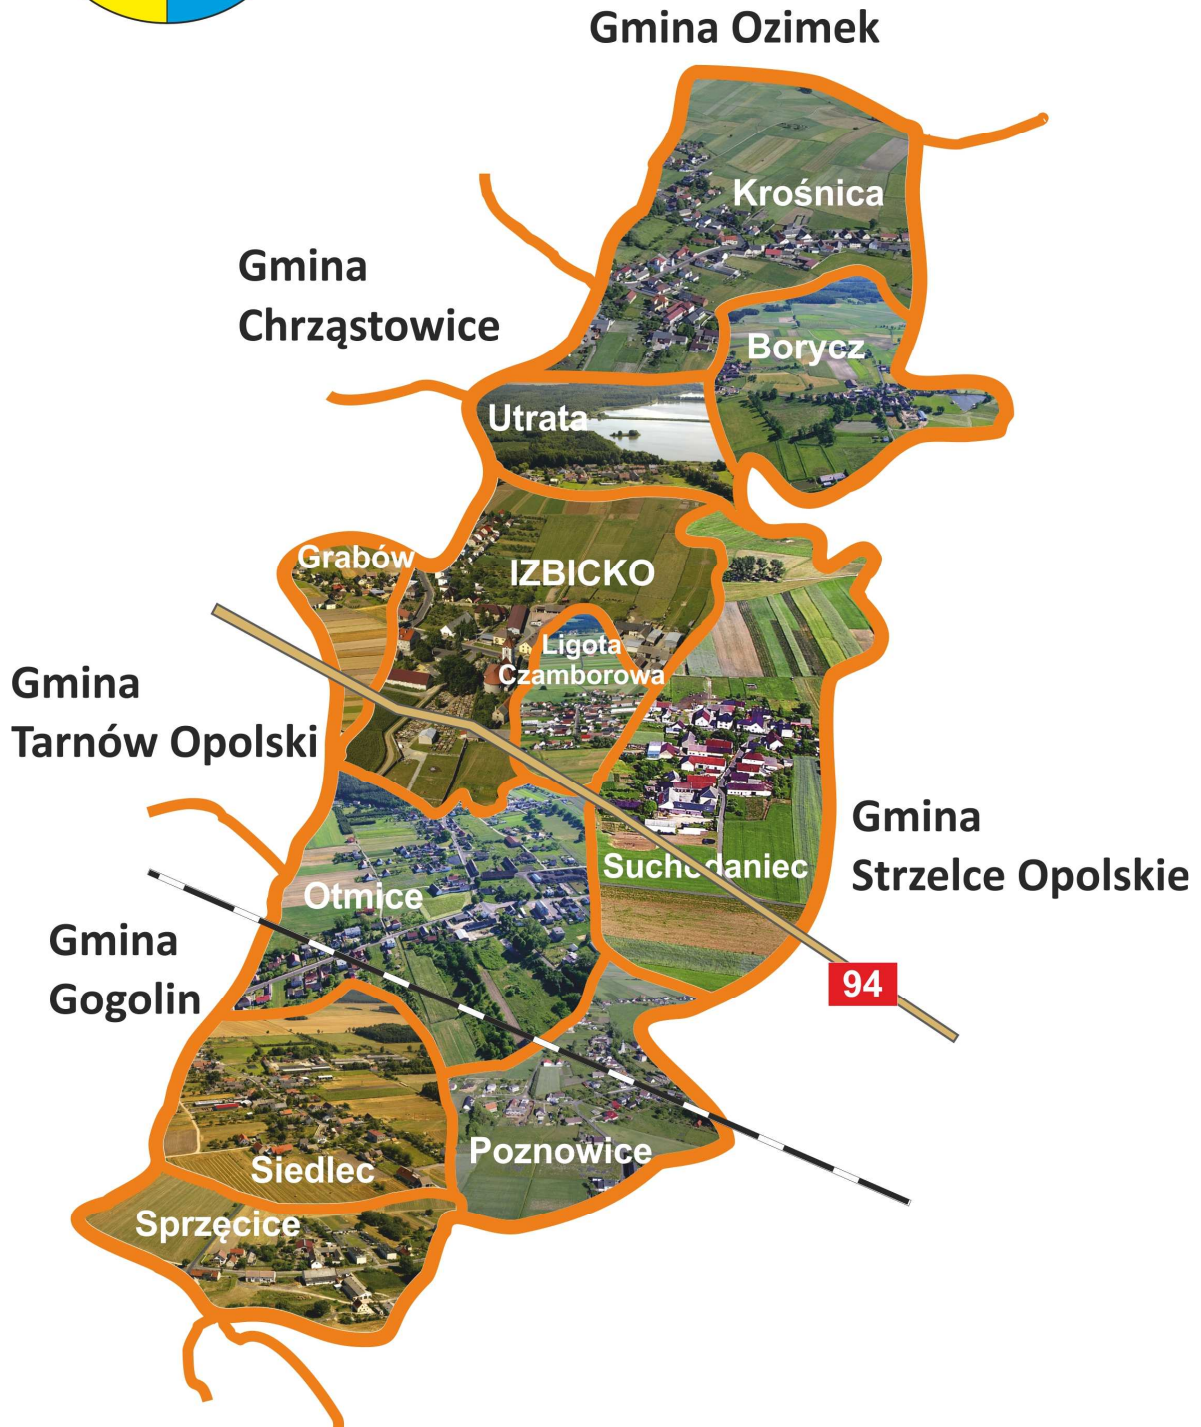 Gmina Ozimek
Krośnica
Gmina
Chrząstowice
Borycz
Utrata
Grabów
IZBICKO
Ligota
Czamborowa
Gmina
Tarnów Opolski
Gmina
Strzelce Opolskie
Suchodaniec
Otmice
Gmina
Gogolin
94
Poznowice
Siedlec
Sprzęcice